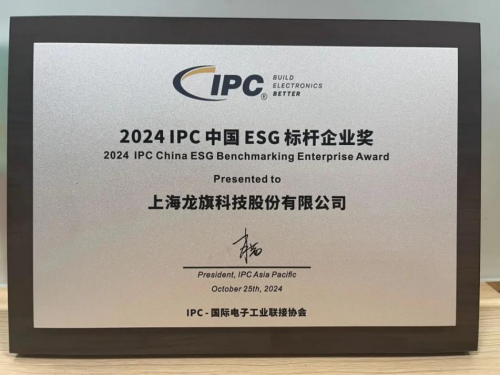 IPC®
BUILD
ELECTRONICS
BETTER
2024 IPC 中国 ESG 标杆企业奖
2024 IPC China ESG Benchmarking Enterprise Award
Presented to
上海龙旗科技股份有限公司
President, IPC Asia Pacific
October 25th, 2024
IPC - 国际电子工业联接协会